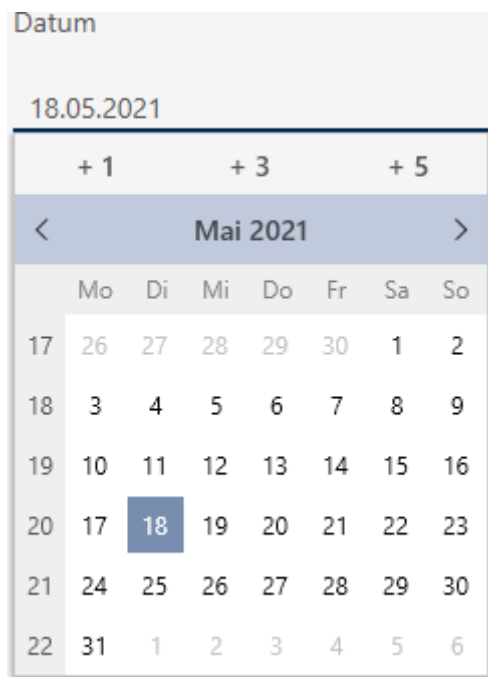 Datum
18.05.2021
+ 1 + 3 + 5
< Mai 2021 >
Mo Di Mi Do Fr Sa So
17 26 27 28 29 30 1 2
18 3 4 5 6 7 8 9
19 10 11 12 13 14 15 16
20 17 18 19 20 21 22 23
21 24 25 26 27 28 29 30
22 31 1 2 3 4 5 6